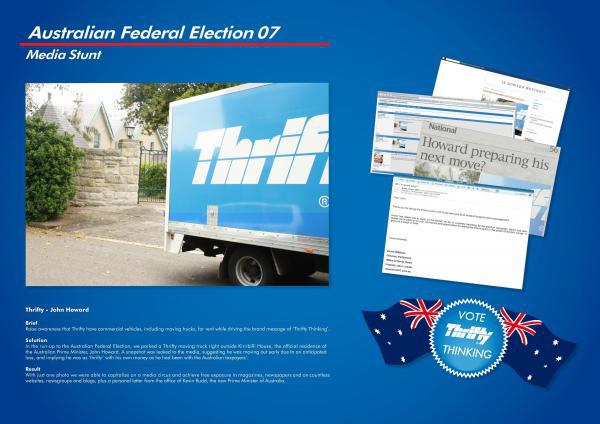 Australian Federal Election 07
Media Stunt
Thrifty
®
IS HOWARD MOVING??
National
56
Howard preparing his
next move?
Thrifty - John Howard
Brief
Raise awareness that Thrifty have commercial vehicles, including moving trucks, for rent while driving the brand message of 'Thrifty Thinking'.
Solution
In the run-up to the Australian Federal Election, we parked a Thrifty moving truck right outside Kirribilli House, the official residence of
the Australian Prime Minister, John Howard. A snapshot was leaked to the media, suggesting he was moving out early due to an anticipated
loss, and implying he was as 'thrifty' with his own money as he had been with the Australian taxpayers'.
Result
With just one photo we were able to capitalise on a media circus and achieve free exposure in magazines, newspapers and on countless
websites, newsgroups and blogs, plus a personal letter from the office of Kevin Rudd, the new Prime Minister of Australia.
VOTE
Thrifty
THINKING